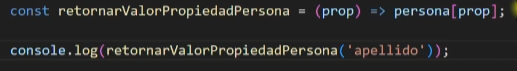 const retornarValorPropiedadPersona = (prop) => persona[prop];
console.log(retornarValorPropiedadPersona('apellido'));